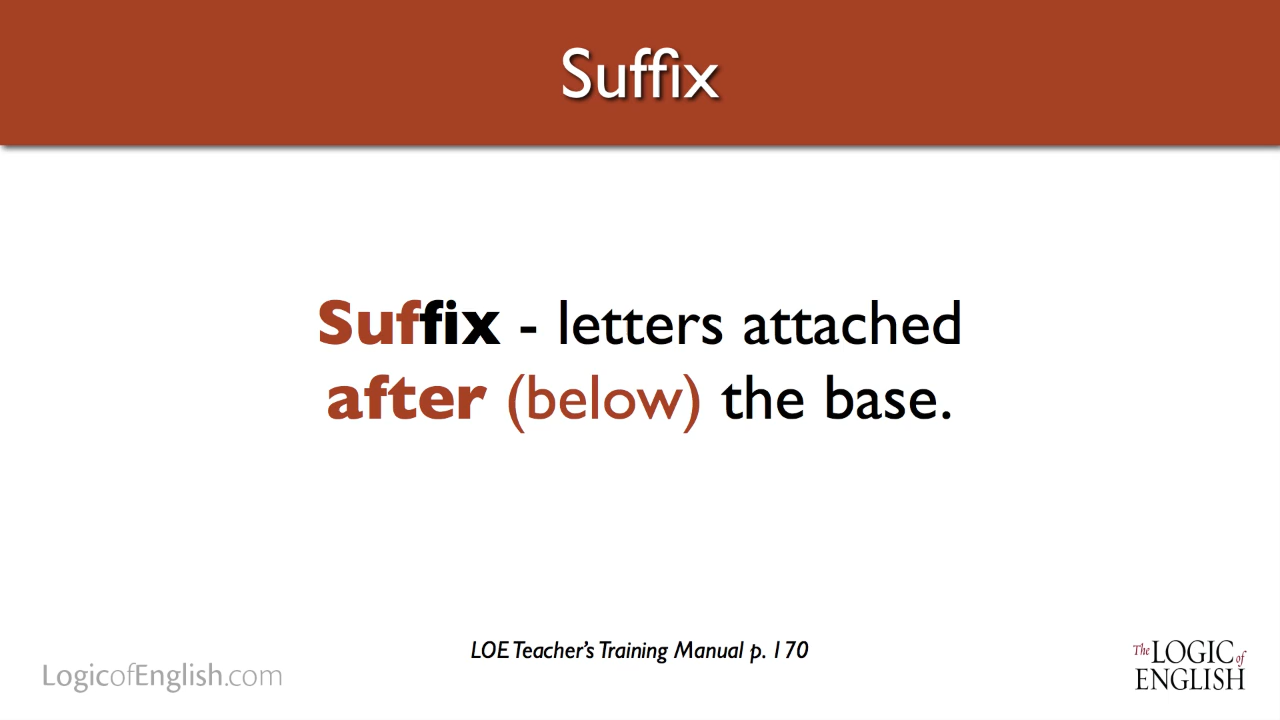 Suffix
Suffix - letters attached
after (below) the base.
LOE Teacher's Training Manual p. 170
LogicofEnglish.com
The LOGIC of
ENGLISH